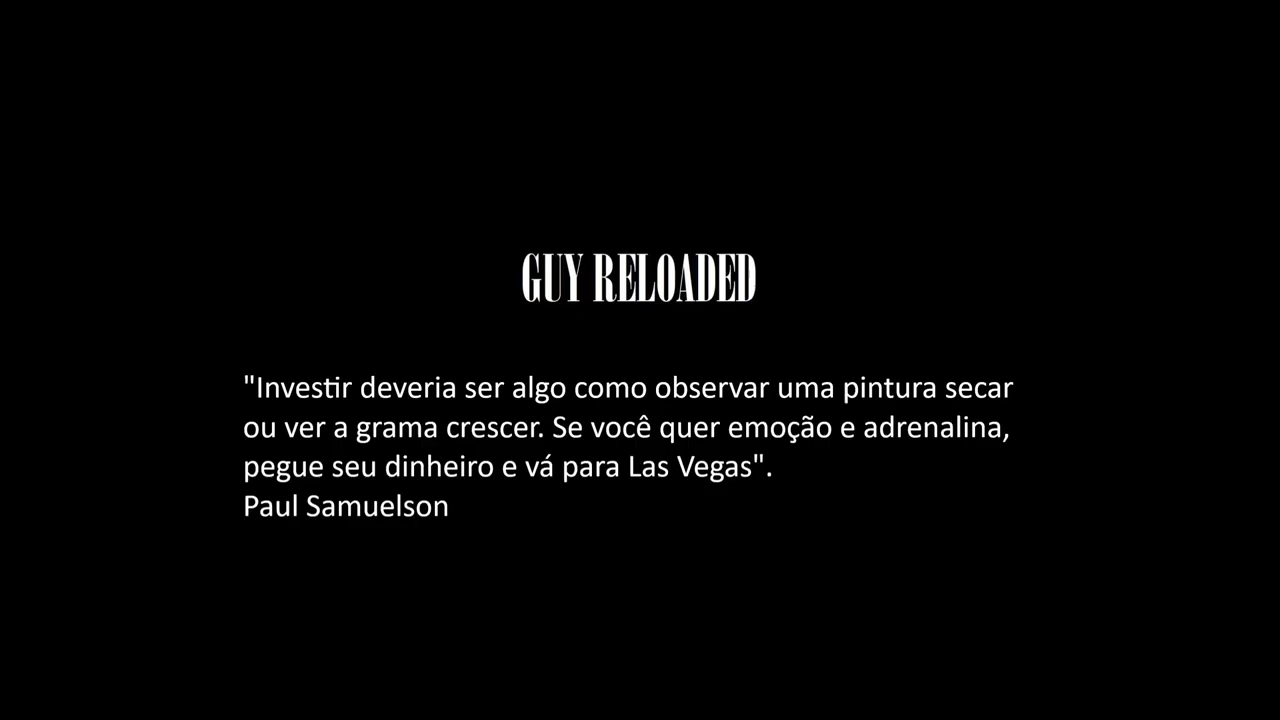 GUY RELOADED
"Investir deveria ser algo como observar uma pintura secar
ou ver a grama crescer. Se você quer emoção e adrenalina,
pegue seu dinheiro e vá para Las Vegas".
Paul Samuelson